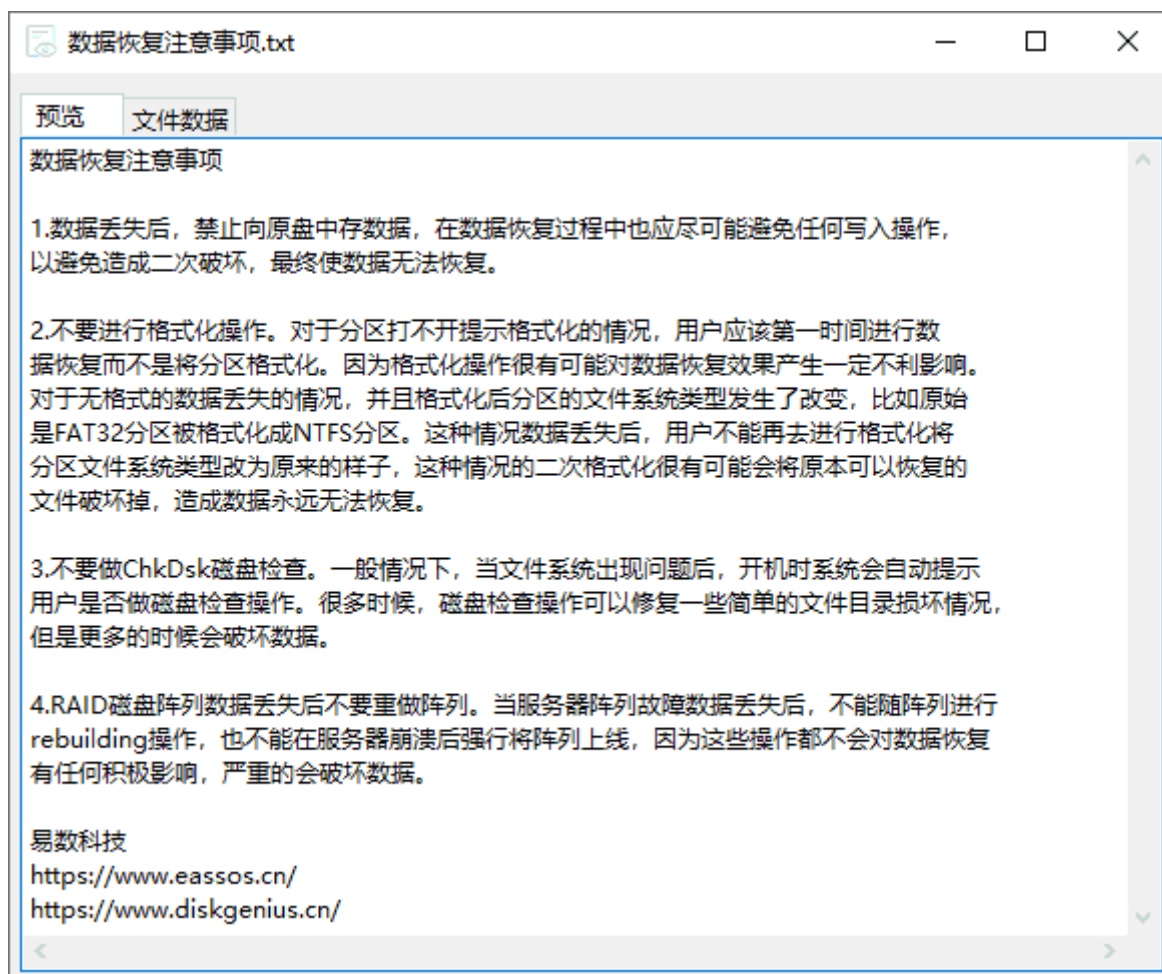 数据恢复注意事项.txt
预览
文件数据
数据恢复注意事项
1.数据丢失后，禁止向原盘中存数据，在数据恢复过程中也应尽可能避免任何写入操作，
以避免造成二次破坏，最终使数据无法恢复。
2.不要进行格式化操作。对于分区打不开提示格式化的情况，用户应该第一时间进行数
据恢复而不是将分区格式化。因为格式化操作很有可能对数据恢复效果产生一定不利影响。
对于无格式的数据丢失的情况，并且格式化后分区的文件系统类型发生了改变，比如原始
是FAT32分区被格式化成NTFS分区。这种情况数据丢失后，用户不能再去进行格式化将
分区文件系统类型改为原来的样子，这种情况的二次格式化很有可能会将原本可以恢复的
文件破坏掉，造成数据永远无法恢复。
3.不要做ChkDsk磁盘检查。一般情况下，当文件系统出现问题后，开机时系统会自动提示
用户是否做磁盘检查操作。很多时候，磁盘检查操作可以修复一些简单的文件目录损坏情况，
但是更多的时候会破坏数据。
4.RAID磁盘阵列数据丢失后不要重做阵列。当服务器阵列故障数据丢失后，不能随阵列进行
rebuilding操作，也不能在服务器崩溃后强行将阵列上线，因为这些操作都不会对数据恢复
有任何积极影响，严重的会破坏数据。
易数科技
https://www.eassos.cn/
https://www.diskgenius.cn/